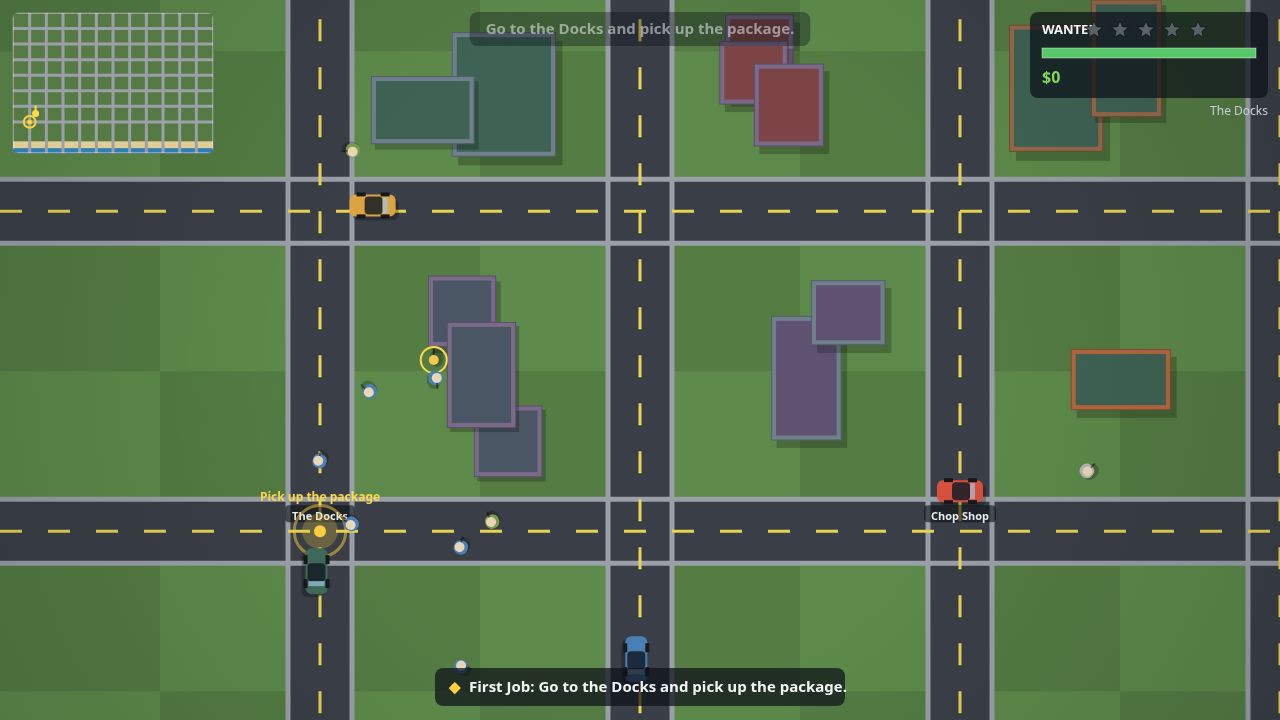 Go to the Docks and pick up the package.
WANTED
$0
The Docks
Pick up the package
The Docks
Chop Shop
First Job: Go to the Docks and pick up the package.